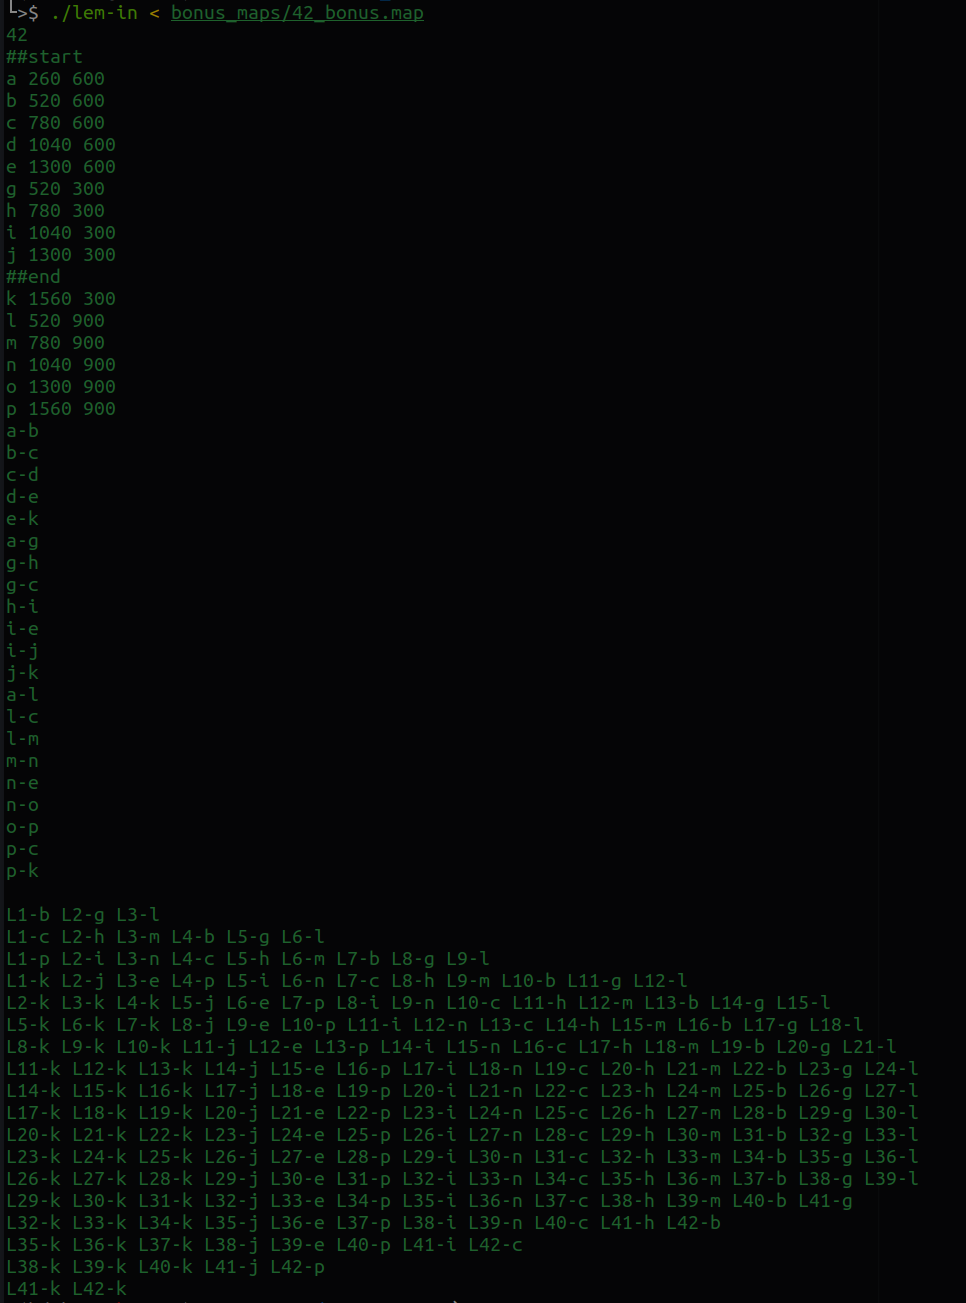 └>$ ./lem-in < bonus_maps/42_bonus.map
42
##start
a 260 600
b 520 600
c 780 600
d 1040 600
e 1300 600
g 520 300
h 780 300
i 1040 300
j 1300 300
##end
k 1560 300
l 520 900
m 780 900
n 1040 900
o 1300 900
p 1560 900
a-b
b-c
c-d
d-e
e-k
a-g
g-h
g-c
h-i
i-e
i-j
j-k
a-l
l-c
l-m
m-n
n-e
n-o
o-p
p-c
p-k
L1-b L2-g L3-l
L1-c L2-h L3-m L4-b L5-g L6-l
L1-p L2-i L3-n L4-c L5-h L6-m L7-b L8-g L9-l
L1-k L2-j L3-e L4-p L5-i L6-n L7-c L8-h L9-m L10-b L11-g L12-l
L2-k L3-k L4-k L5-j L6-e L7-p L8-i L9-n L10-c L11-h L12-m L13-b L14-g L15-l
L5-k L6-k L7-k L8-j L9-e L10-p L11-i L12-n L13-c L14-h L15-m L16-b L17-g L18-l
L8-k L9-k L10-k L11-j L12-e L13-p L14-i L15-n L16-c L17-h L18-m L19-b L20-g L21-l
L11-k L12-k L13-k L14-j L15-e L16-p L17-i L18-n L19-c L20-h L21-m L22-b L23-g L24-l
L14-k L15-k L16-k L17-j L18-e L19-p L20-i L21-n L22-c L23-h L24-m L25-b L26-g L27-l
L17-k L18-k L19-k L20-j L21-e L22-p L23-i L24-n L25-c L26-h L27-m L28-b L29-g L30-l
L20-k L21-k L22-k L23-j L24-e L25-p L26-i L27-n L28-c L29-h L30-m L31-b L32-g L33-l
L23-k L24-k L25-k L26-j L27-e L28-p L29-i L30-n L31-c L32-h L33-m L34-b L35-g L36-l
L26-k L27-k L28-k L29-j L30-e L31-p L32-i L33-n L34-c L35-h L36-m L37-b L38-g L39-l
L29-k L30-k L31-k L32-j L33-e L34-p L35-i L36-n L37-c L38-h L39-m L40-b L41-g
L32-k L33-k L34-k L35-j L36-e L37-p L38-i L39-n L40-c L41-h L42-b
L35-k L36-k L37-k L38-j L39-e L40-p L41-i L42-c
L38-k L39-k L40-k L41-j L42-p
L41-k L42-k